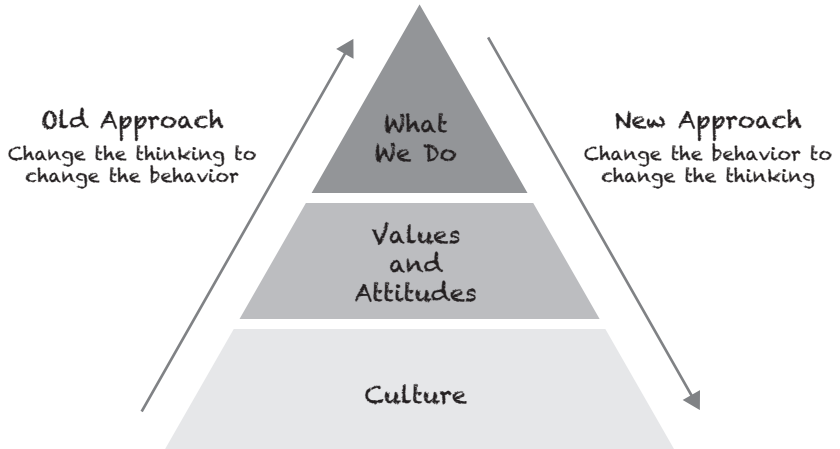 Old Approach
Change the thinking to
change the behavior
What
We Do
New Approach
Change the behavior to
change the thinking
Values
and
Attitudes
Culture